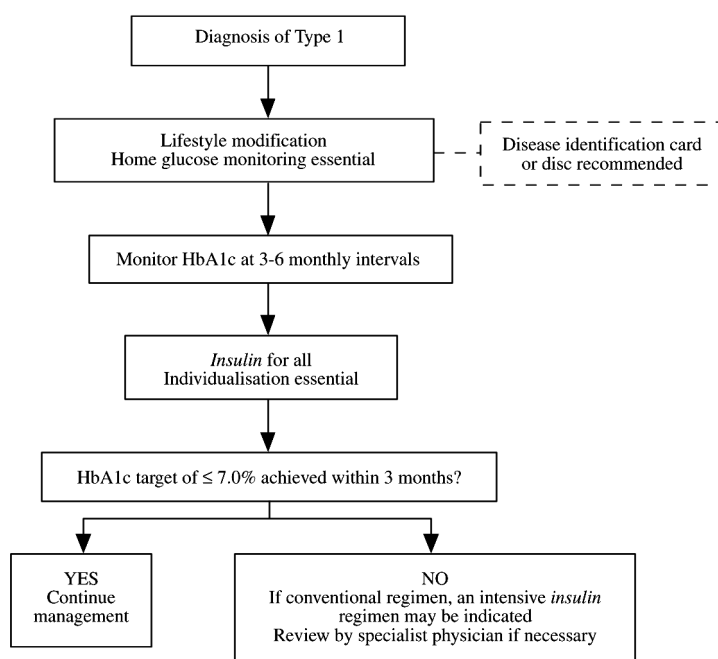 Diagnosis of Type 1
Lifestyle modification
Home glucose monitoring essential
Disease identification card
or disc recommended
Monitor HbA1c at 3-6 monthly intervals
Insulin for all
Individualisation essential
HbA1c target of ≤ 7.0% achieved within 3 months?
YES
Continue
management
NO
If conventional regimen, an intensive insulin
regimen may be indicated
Review by specialist physician if necessary